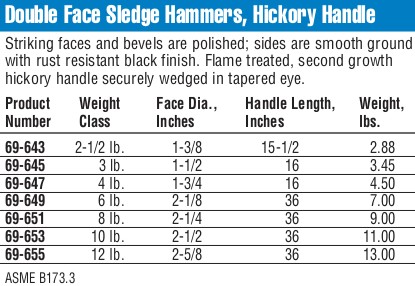 Double Face Sledge Hammers, Hickory Handle
Striking faces and bevels are polished; sides are smooth ground
with rust resistant black finish. Flame treated, second growth
hickory handle securely wedged in tapered eye.
Product Weight Face Dia., Handle Length, Weight,
Number Class Inches Inches lbs.
69-643 2-1/2 lb. 1-3/8 15-1/2 2.88
69-645 3 lb. 1-1/2 16 3.45
69-647 4 lb. 1-3/4 16 4.50
69-649 6 lb. 2-1/8 36 7.00
69-651 8 lb. 2-1/4 36 9.00
69-653 10 lb. 2-1/2 36 11.00
69-655 12 lb. 2-5/8 36 13.00
ASME B173.3